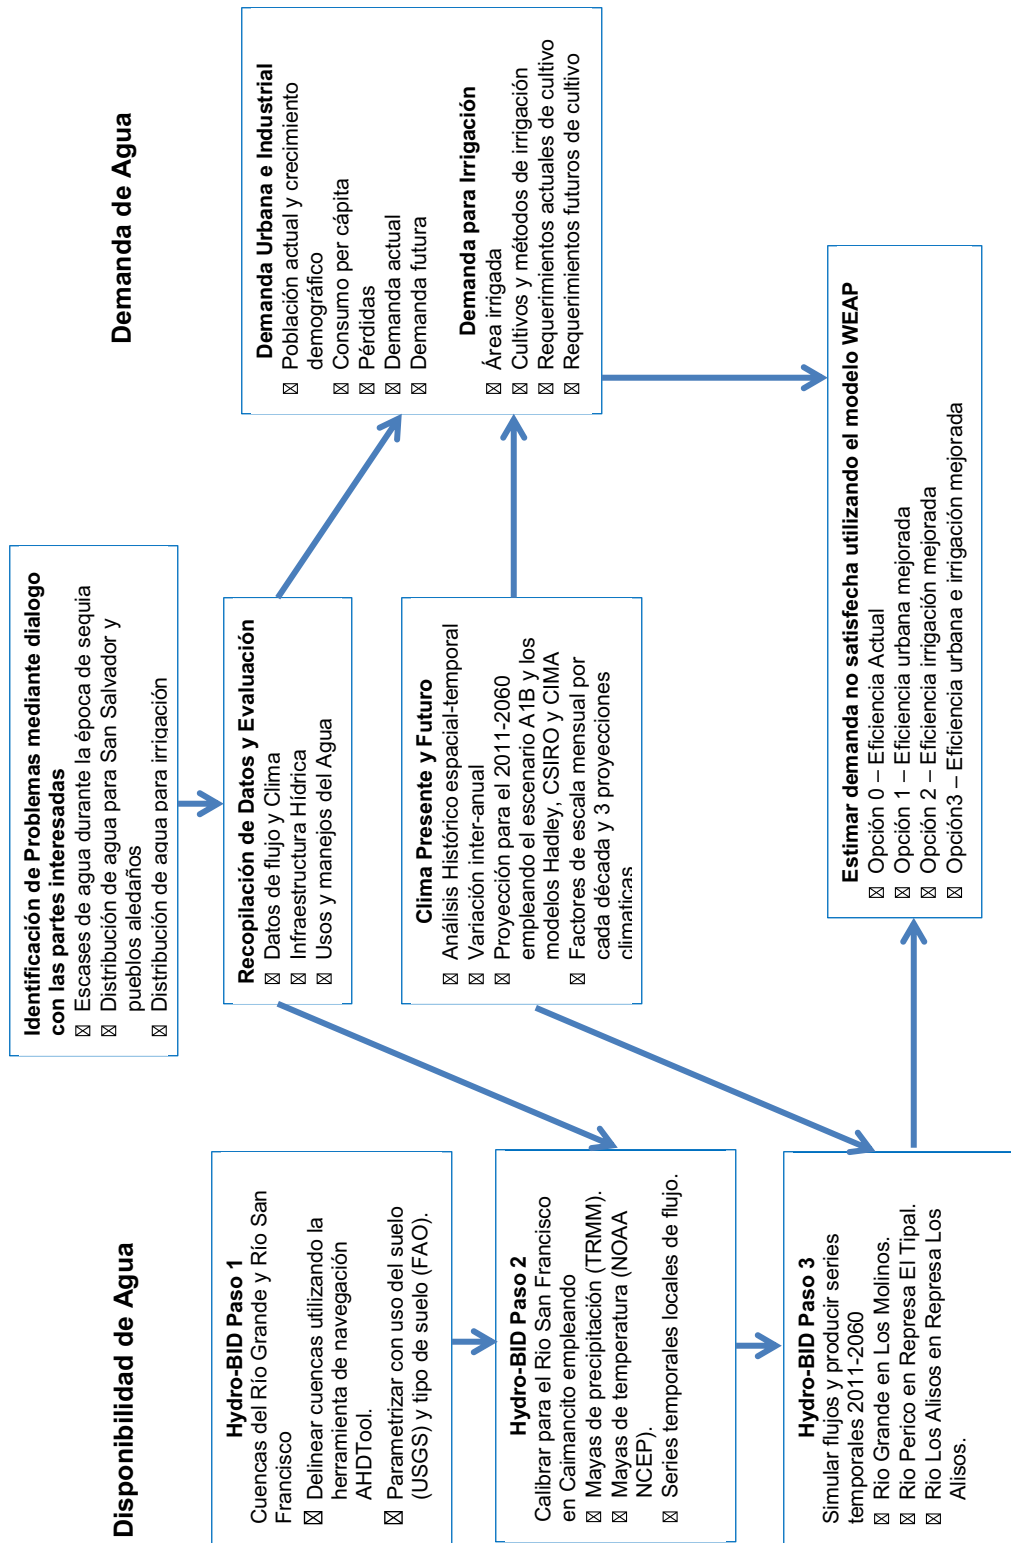 Disponibilidad de Agua
Hydro-BID Paso 1
Cuencas del Río Grande y Río San
Francisco
☒ Delinear cuencas utilizando la
herramienta de navegación
AHDTool.
☒ Parametrizar con uso del suelo
(USGS) y tipo de suelo (FAO).
Hydro-BID Paso 2
Calibrar para el Rio San Francisco
en Caimancito empleando
☒ Mayas de precipitación (TRMM).
☒ Mayas de temperatura (NOAA
NCEP).
☒ Series temporales locales de flujo.
Hydro-BID Paso 3
Simular flujos y producir series
temporales 2011-2060
☒ Rio Grande en Los Molinos.
☒ Rio Perico en Represa El Tipal.
☒ Rio Los Alisos en Represa Los
Alisos.
Identificación de Problemas mediante dialogo
con las partes interesadas
☒ Escases de agua durante la época de sequia
☒ Distribución de agua para San Salvador y
pueblos aledaños
☒ Distribución de agua para irrigación
Recopilación de Datos y Evaluación
☒ Datos de flujo y Clima
☒ Infraestructura Hídrica
☒ Usos y manejos del Agua
Clima Presente y Futuro
☒ Análisis Histórico espacial-temporal
☒ Variación inter-anual
☒ Proyección para el 2011-2060
empleando el escenario A1B y los
modelos Hadley, CSIRO y CIMA
☒ Factores de escala mensual por
cada década y 3 proyecciones
climaticas
Demanda de Agua
Demanda Urbana e Industrial
☒ Población actual y crecimiento
demográfico
☒ Consumo per cápita
☒ Pérdidas
☒ Demanda actual
☒ Demanda futura
Demanda para Irrigación
☒ Área irrigada
☒ Cultivos y métodos de irrigación
☒ Requerimientos actuales de cultivo
☒ Requerimientos futuros de cultivo
Estimar demanda no satisfecha utilizando el modelo WEAP
☒ Opción 0 – Eficiencia Actual
☒ Opción 1 – Eficiencia urbana mejorada
☒ Opción 2 – Eficiencia irrigación mejorada
☒ Opción3 – Eficiencia urbana e irrigación mejorada